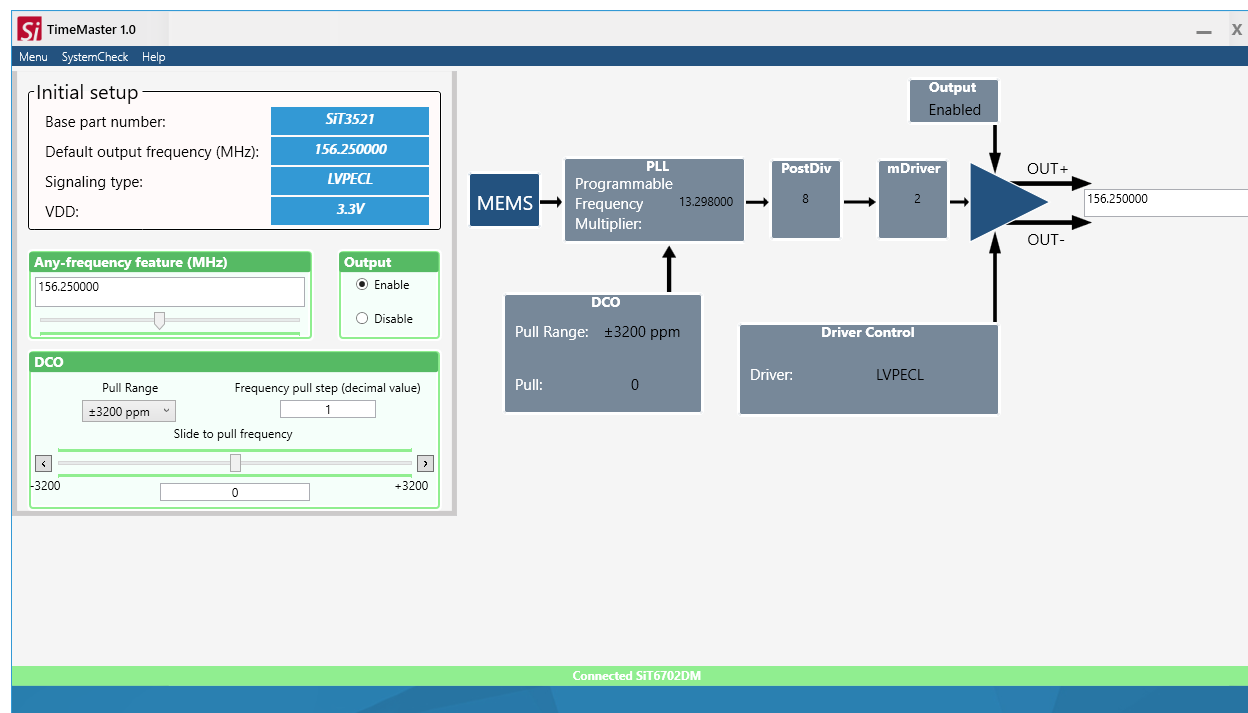 Si TimeMaster 1.0
X
Menu SystemCheck Help
Initial setup
Base part number: SiT3521
Default output frequency (MHz): 156.250000
Signaling type: LVPECL
VDD: 3.3V
Any-frequency feature (MHz)
156.250000
Output
Enable
Disable
DCO
Pull Range
±3200 ppm
Frequency pull step (decimal value)
1
Slide to pull frequency
< >
-3200 +3200
0
Output
Enabled
MEMS
PLL
Programmable
Frequency 13.298000
Multiplier:
PostDiv
8
mDriver
2
OUT+
156.250000
OUT-
DCO
Pull Range: ±3200 ppm
Pull: 0
Driver Control
Driver: LVPECL
Connected SiT6702DM